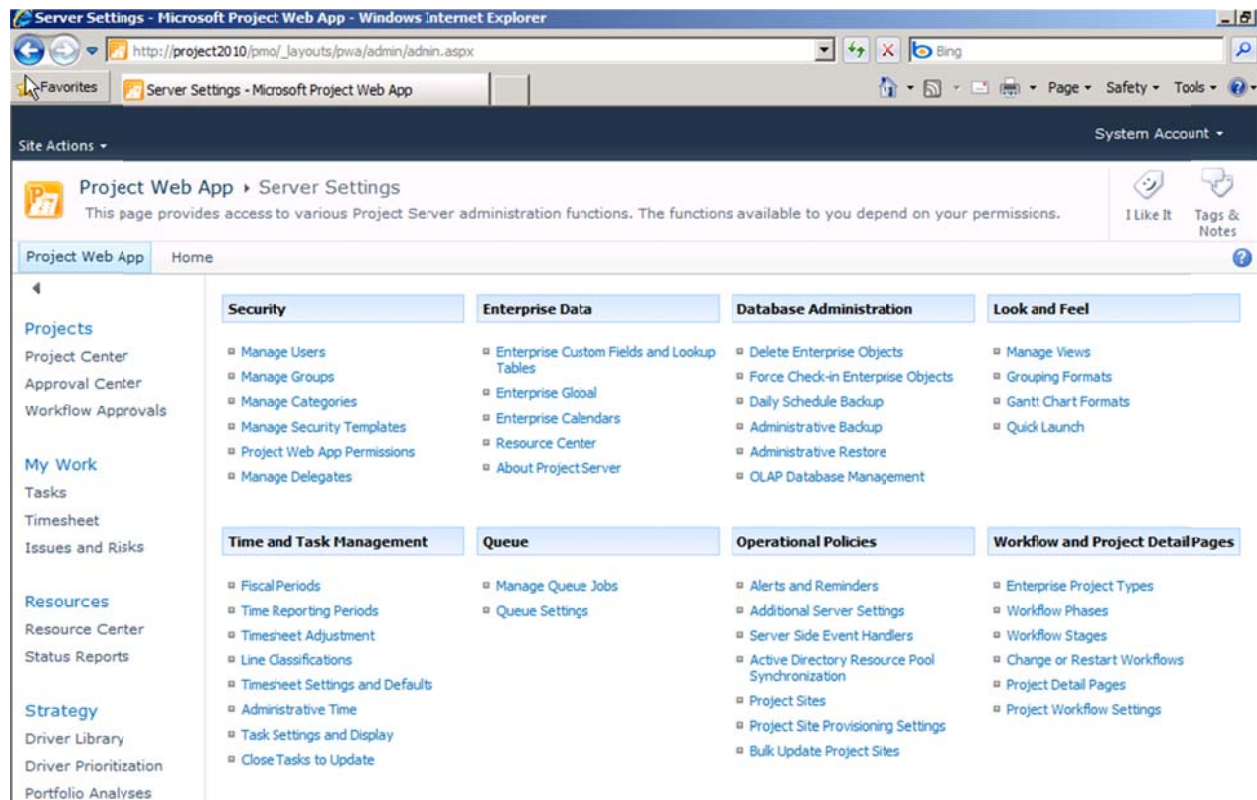 Server Settings - Microsoft Project Web App - Windows Internet Explorer
http://project2010/pmo/_layouts/pwa/admin/admin.aspx
Bing
Favorites
Server Settings - Microsoft Project Web App
Page
Safety
Tools
Site Actions
System Account
Project Web App
Server Settings
This page provides access to various Project Server administration functions. The functions available to you depend on your permissions.
I Like It
Tags &
Notes
Project Web App
Home
Projects
Project Center
Approval Center
Workflow Approvals
My Work
Tasks
Timesheet
Issues and Risks
Resources
Resource Center
Status Reports
Strategy
Driver Library
Driver Prioritization
Portfolio Analyses
Security
Manage Users
Manage Groups
Manage Categories
Manage Security Templates
Project Web App Permissions
Manage Delegates
Enterprise Data
Enterprise Custom Fields and Lookup
Tables
Enterprise Global
Enterprise Calendars
Resource Center
About Project Server
Database Administration
Delete Enterprise Objects
Force Check-in Enterprise Objects
Daily Schedule Backup
Administrative Backup
Administrative Restore
OLAP Database Management
Look and Feel
Manage Views
Grouping Formats
Gantt Chart Formats
Quick Launch
Time and Task Management
Fiscal Periods
Time Reporting Periods
Timesheet Adjustment
Line Classifications
Timesheet Settings and Defaults
Administrative Time
Task Settings and Display
Close Tasks to Update
Queue
Manage Queue Jobs
Queue Settings
Operational Policies
Alerts and Reminders
Additional Server Settings
Server Side Event Handlers
Active Directory Resource Pool
Synchronization
Project Sites
Project Site Provisioning Settings
Bulk Update Project Sites
Workflow and Project Detail Pages
Enterprise Project Types
Workflow Phases
Workflow Stages
Change or Restart Workflows
Project Detail Pages
Project Workflow Settings